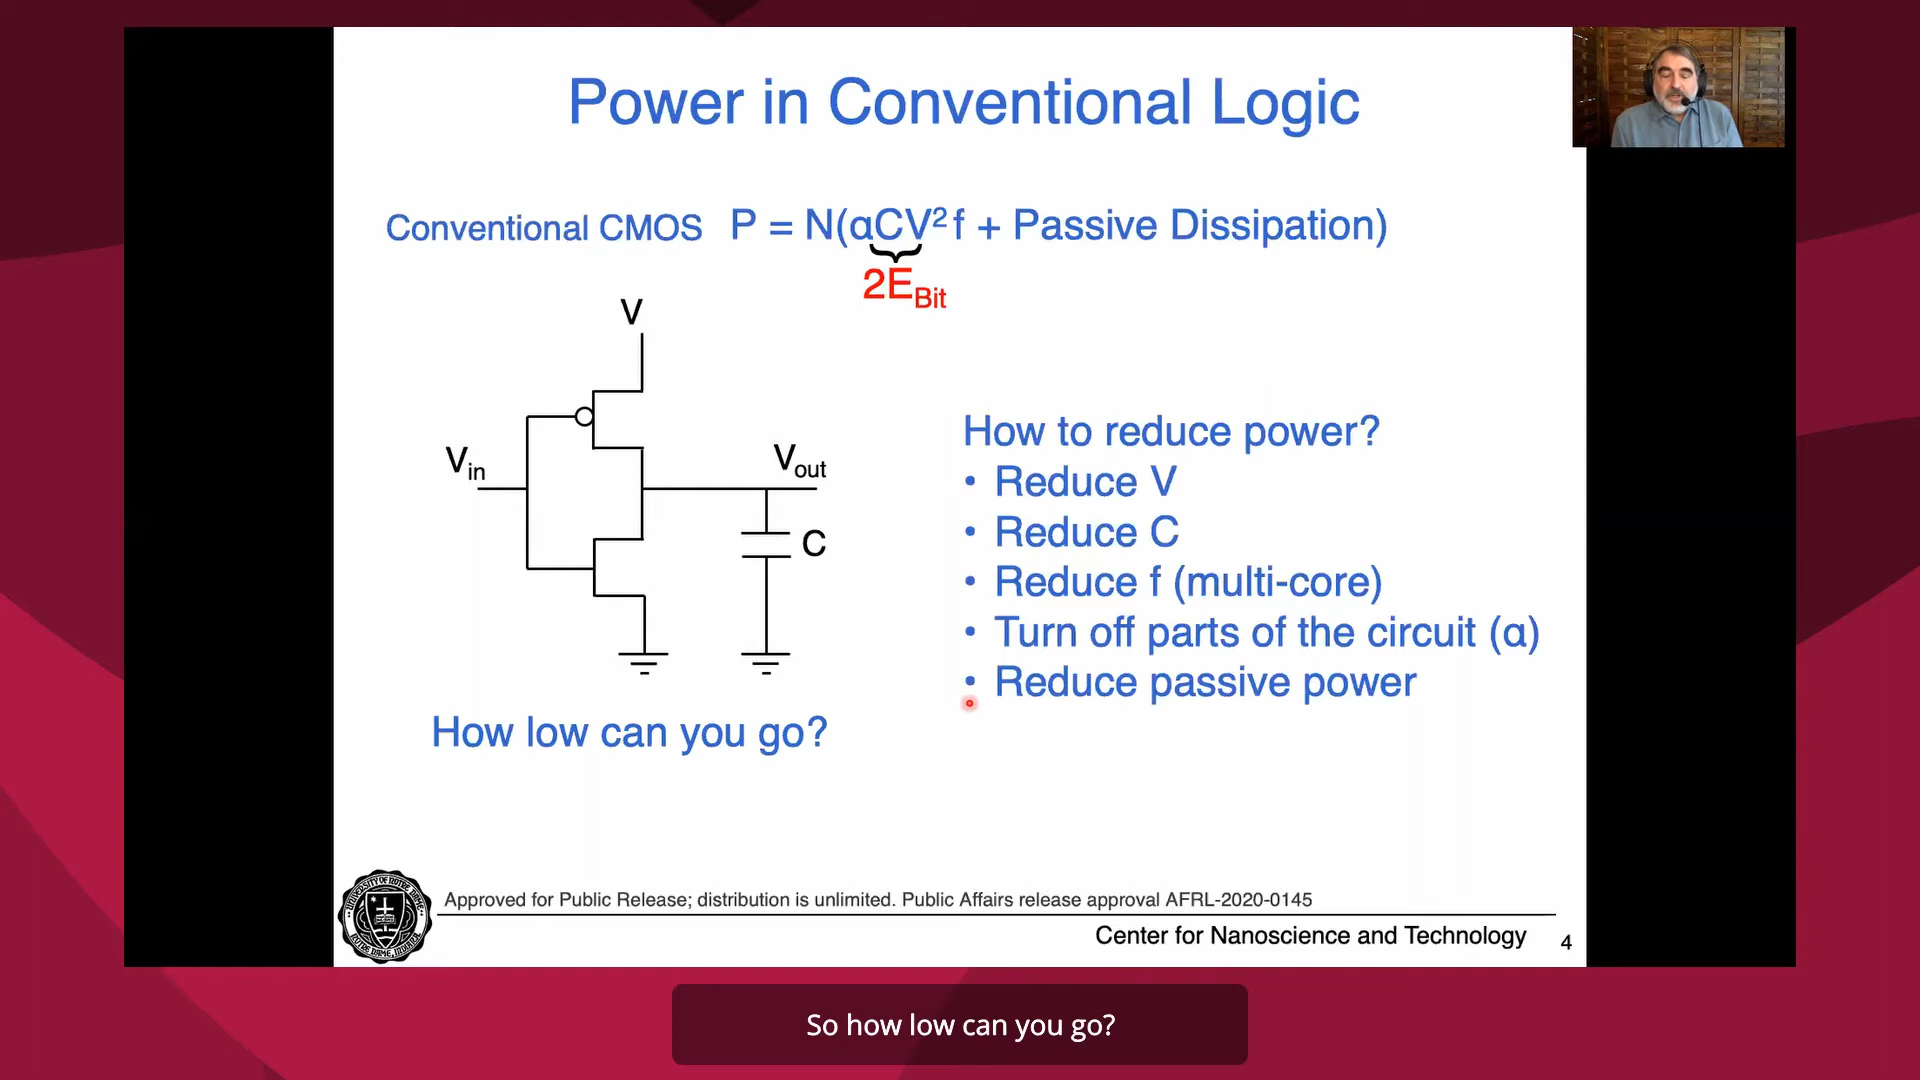 Power in Conventional Logic
Conventional CMOS P = N(αCV²f + Passive Dissipation)
2E_Bit
V
V_in
V_out
C
How low can you go?
How to reduce power?
• Reduce V
• Reduce C
• Reduce f (multi-core)
• Turn off parts of the circuit (α)
• Reduce passive power
Approved for Public Release; distribution is unlimited. Public Affairs release approval AFRL-2020-0145
Center for Nanoscience and Technology
4
So how low can you go?